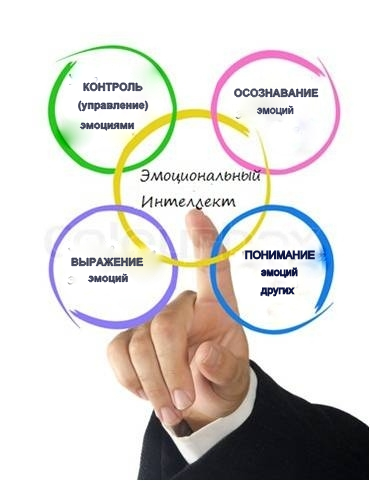 КОНТРОЛЬ
(управление)
эмоциями
ОСОЗНАВАНИЕ
эмоций
Эмоциональный
Интеллект
ВЫРАЖЕНИЕ
эмоций
ПОНИМАНИЕ
эмоций
других